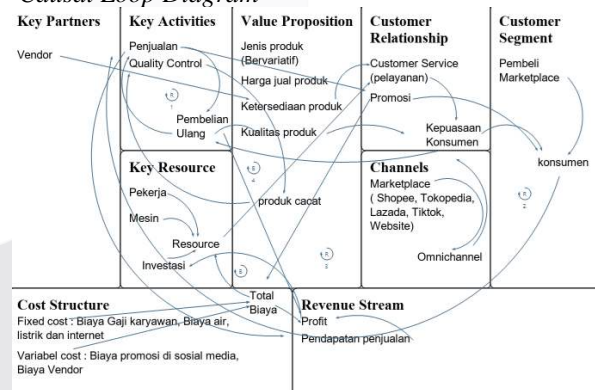 Causal Loop Diagram
Key Partners
Vendor
Key Activities
Penjualan
Quality Control
R
1
Pembelian
Ulang
Key Resource
Pekerja
Mesin
Resource
Investasi
Value Proposition
Jenis produk
(Bervariatif)
Harga jual produk
Ketersediaan produk
Kualitas produk
B
4
produk cacat
R
3
B
Customer
Relationship
Customer Service
(pelayanan)
Promosi
Kepuasaan
Konsumen
Channels
Marketplace
( Shopee, Tokopedia,
Lazada, Tiktok,
Website)
Omnichannel
Customer
Segment
Pembeli
Marketplace
konsumen
R
2
Cost Structure
Fixed cost : Biaya Gaji karyawan, Biaya air,
listrik dan internet
Variabel cost : Biaya promosi di sosial media,
Biaya Vendor
Total
Biaya
Revenue Stream
Profit
Pendapatan penjualan